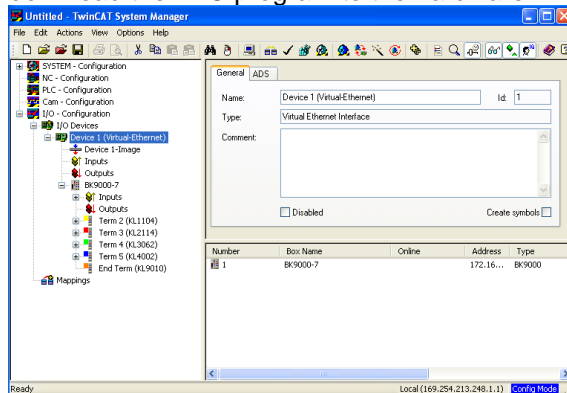 Untitled - TwinCAT System Manager
File Edit Actions View Options Help
SYSTEM - Configuration
NC - Configuration
PLC - Configuration
Cam - Configuration
I/O - Configuration
I/O Devices
Device 1 (Virtual-Ethernet)
Device 1-Image
Inputs
Outputs
BK9000-7
Inputs
Outputs
Term 2 (KL1104)
Term 3 (KL2114)
Term 4 (KL3062)
Term 5 (KL4002)
End Term (KL9010)
Mappings
General ADS
Name: Device 1 (Virtual-Ethernet) Id: 1
Type: Virtual Ethernet Interface
Comment:
Disabled Create symbols
Number Box Name Online Address Type
1 BK9000-7 172.16... BK9000
Ready Local (169.254.213.248.1.1) Config Mode